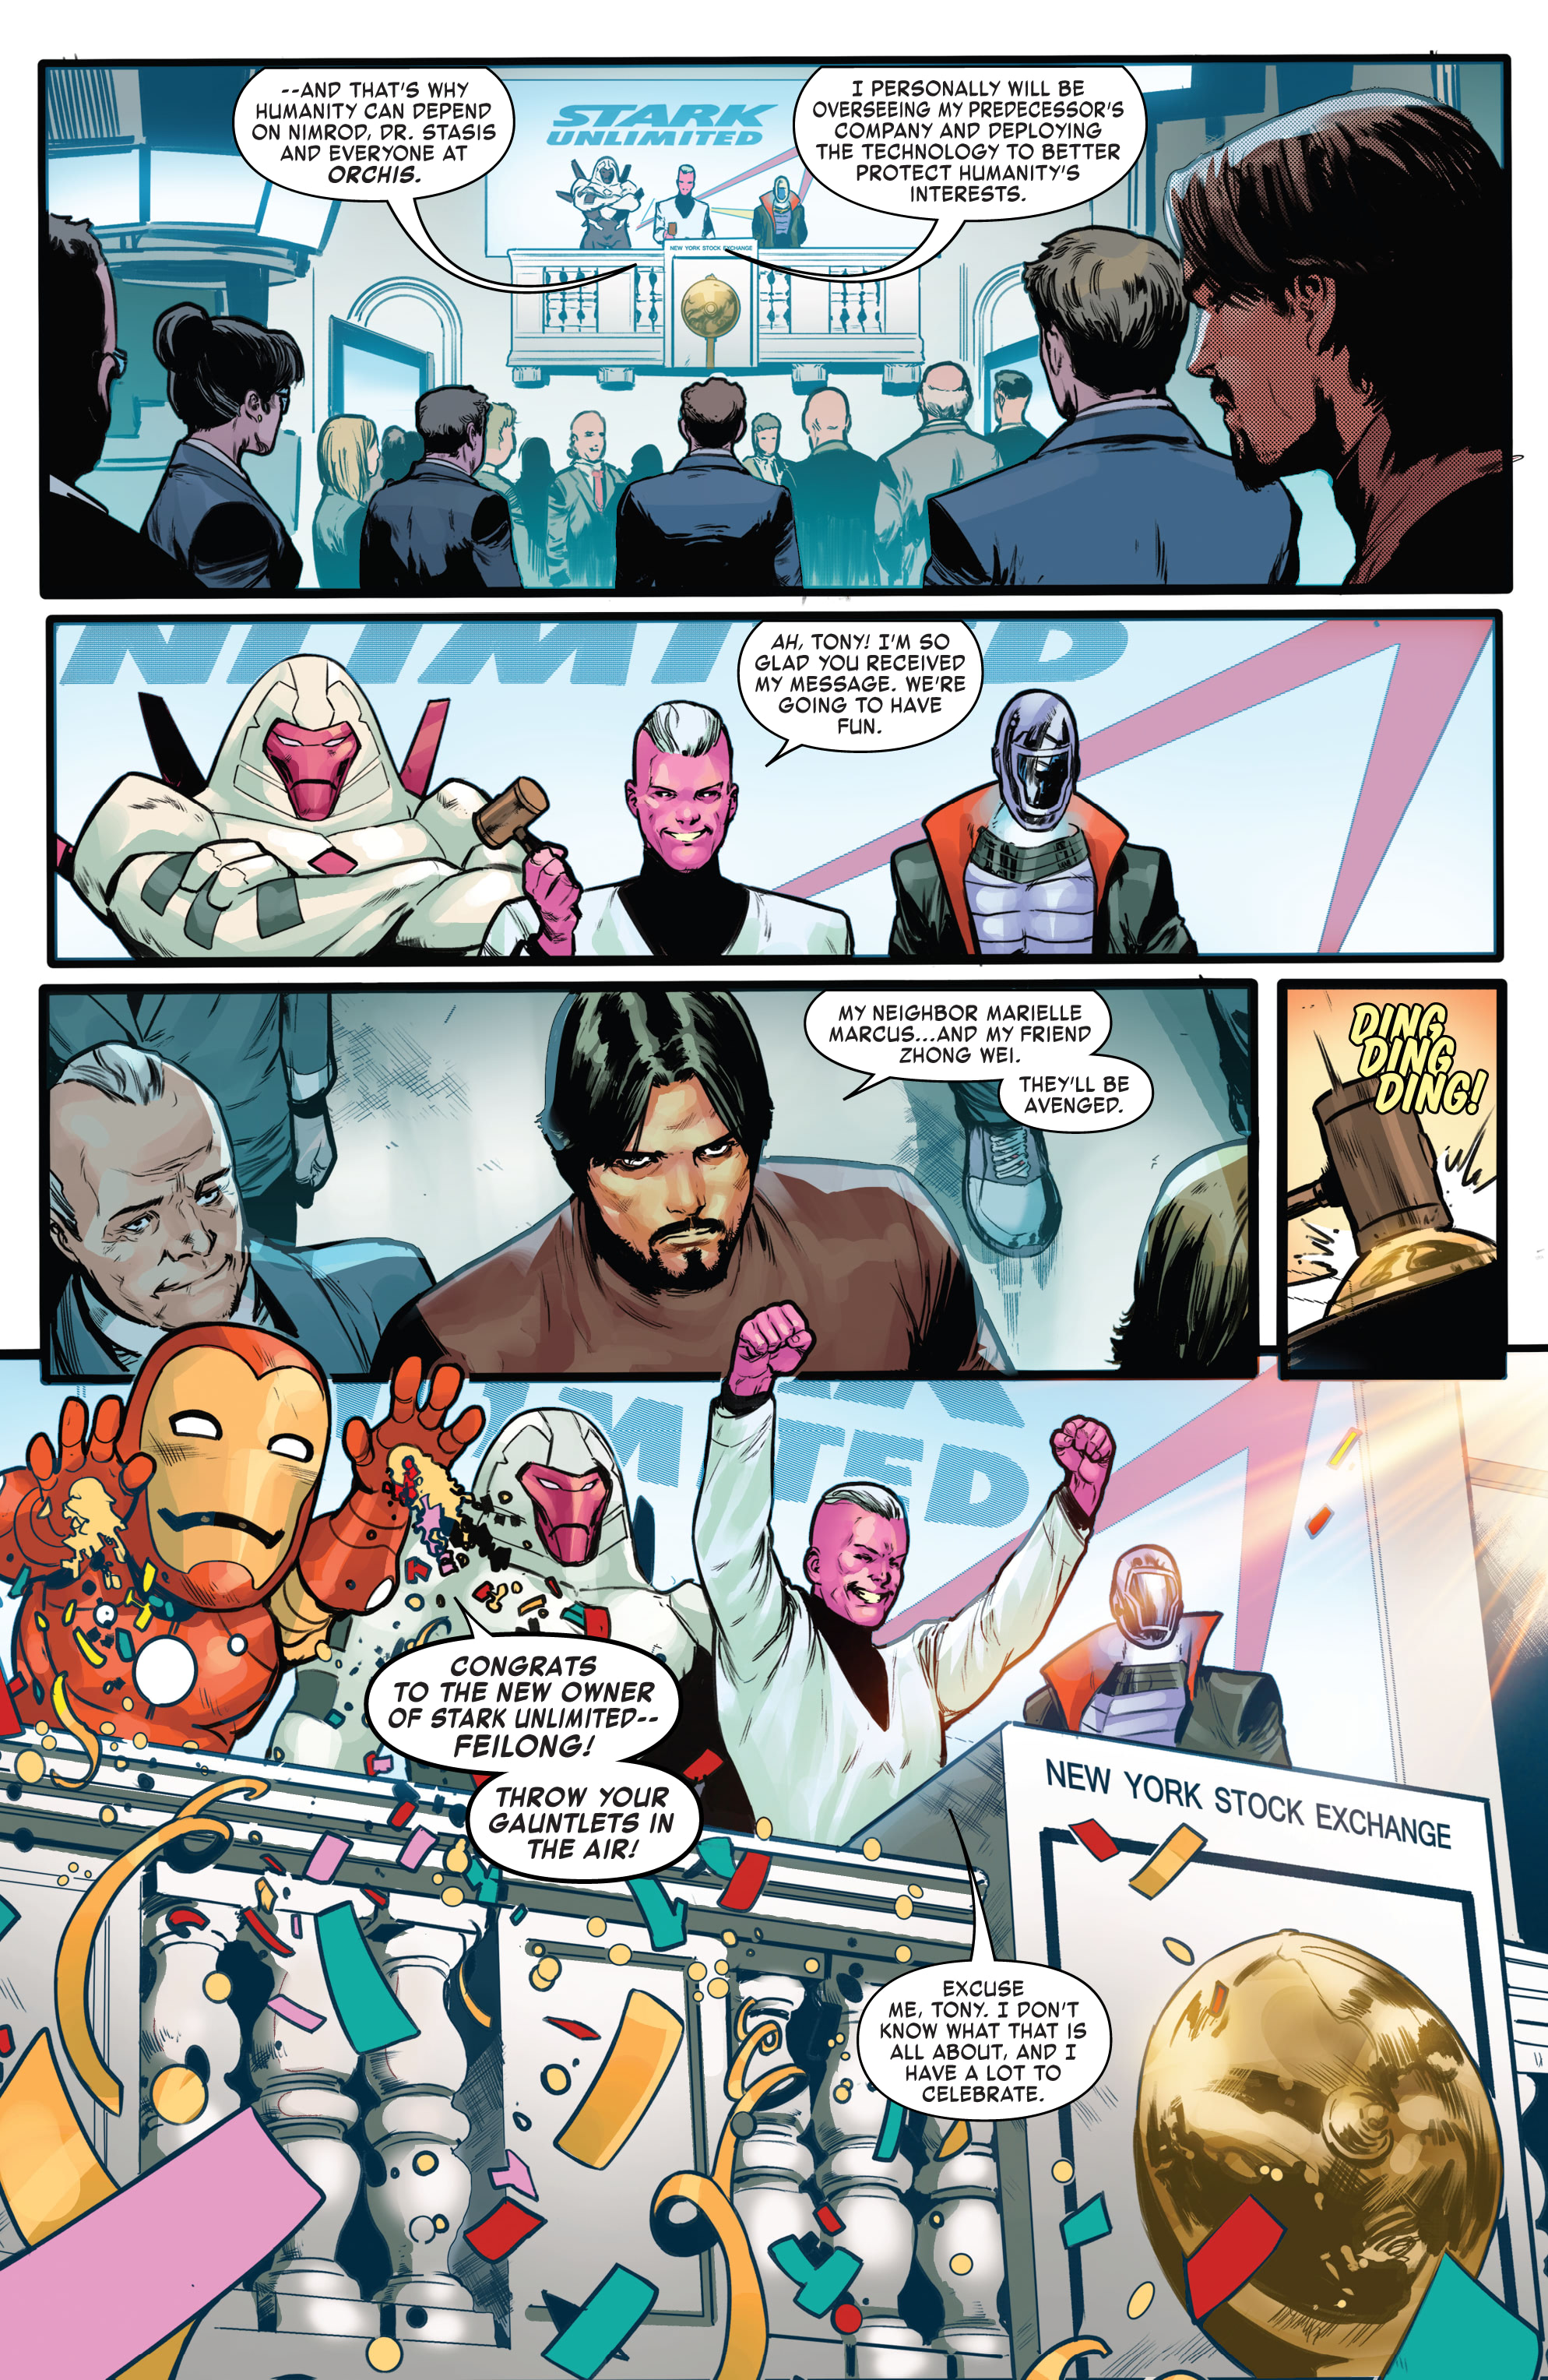 --AND THAT'S WHY
HUMANITY CAN DEPEND
ON NIMROD, DR. STASIS
AND EVERYONE AT
ORCHIS.
STARK
UNLIMITED
I PERSONALLY WILL BE
OVERSEEING MY PREDECESSOR'S
COMPANY AND DEPLOYING
THE TECHNOLOGY TO BETTER
PROTECT HUMANITY'S
INTERESTS.
NEW YORK STOCK EXCHANGE
NLIMITED
AH, TONY! I'M SO
GLAD YOU RECEIVED
MY MESSAGE. WE'RE
GOING TO HAVE
FUN.
MY NEIGHBOR MARIELLE
MARCUS...AND MY FRIEND
ZHONG WEI.
THEY'LL BE
AVENGED.
DING
DING
DING!
IMITED
CONGRATS
TO THE NEW OWNER
OF STARK UNLIMITED--
FEILONG!
THROW YOUR
GAUNTLETS IN
THE AIR!
NEW YORK STOCK EXCHANGE
EXCUSE
ME, TONY. I DON'T
KNOW WHAT THAT IS
ALL ABOUT, AND I
HAVE A LOT TO
CELEBRATE.